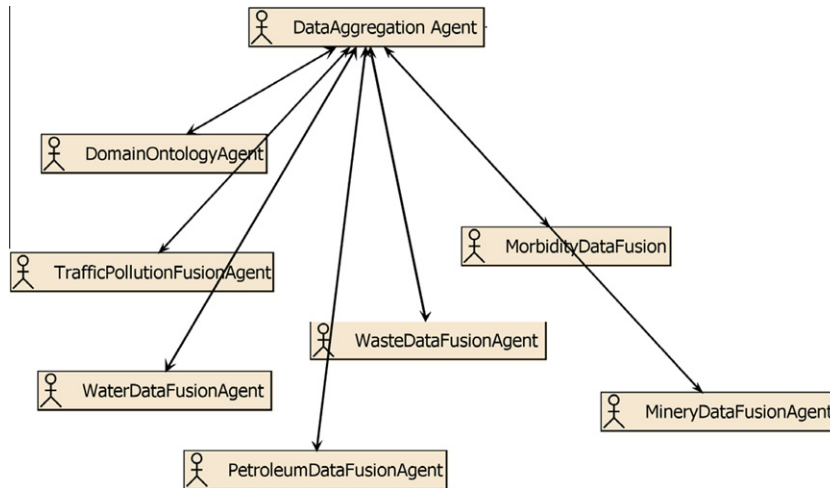 DataAggregation Agent
DomainOntologyAgent
MorbidityDataFusion
TrafficPollutionFusionAgent
WasteDataFusionAgent
WaterDataFusionAgent
MineryDataFusionAgent
PetroleumDataFusionAgent